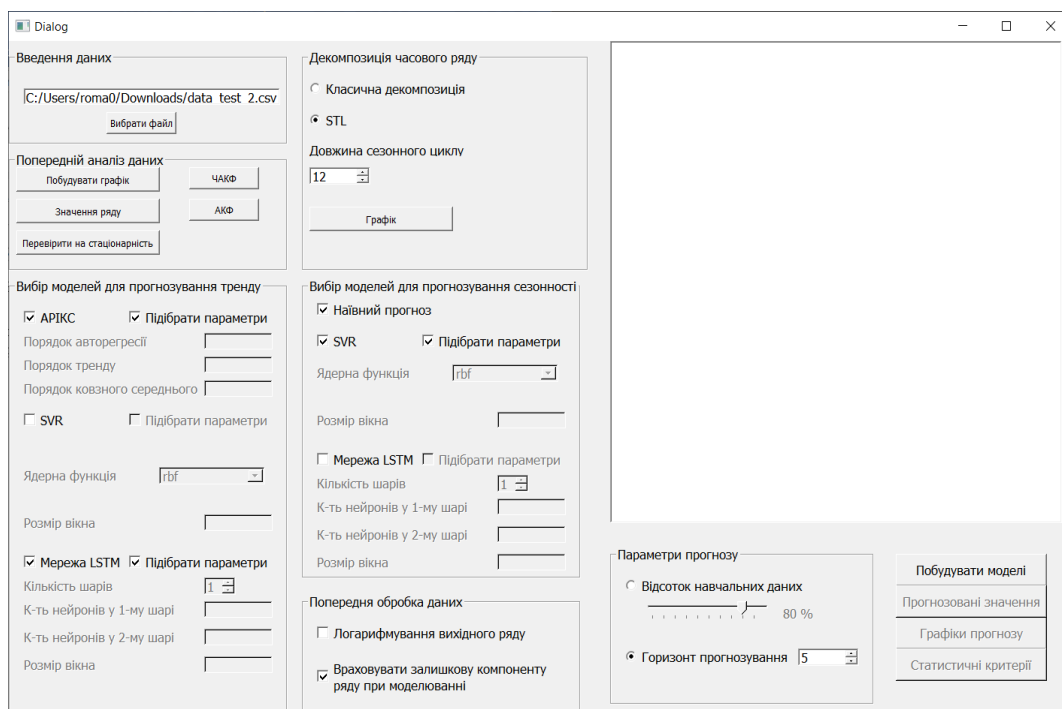 Dialog
Введення даних
C:/Users/roma0/Downloads/data_test_2.csv
Вибрати файл
Попередній аналіз даних
Побудувати графік
ЧАКФ
Значення ряду
АКФ
Перевірити на стаціонарність
Декомпозиція часового ряду
Класична декомпозиція
STL
Довжина сезонного циклу
12
Графік
Вибір моделей для прогнозування тренду
АРІКС
Підібрати параметри
Порядок авторегресії
Порядок тренду
Порядок ковзного середнього
SVR
Підібрати параметри
Ядерна функція
rbf
Розмір вікна
Мережа LSTM
Підібрати параметри
Кількість шарів
1
К-ть нейронів у 1-му шарі
К-ть нейронів у 2-му шарі
Розмір вікна
Вибір моделей для прогнозування сезонності
Наївний прогноз
SVR
Підібрати параметри
Ядерна функція
rbf
Розмір вікна
Мережа LSTM
Підібрати параметри
Кількість шарів
1
К-ть нейронів у 1-му шарі
К-ть нейронів у 2-му шарі
Розмір вікна
Попередня обробка даних
Логарифмування вихідного ряду
Враховувати залишкову компоненту
ряду при моделюванні
Параметри прогнозу
Відсоток навчальних даних
80 %
Горизонт прогнозування
5
Побудувати моделі
Прогнозовані значення
Графіки прогнозу
Статистичні критерії